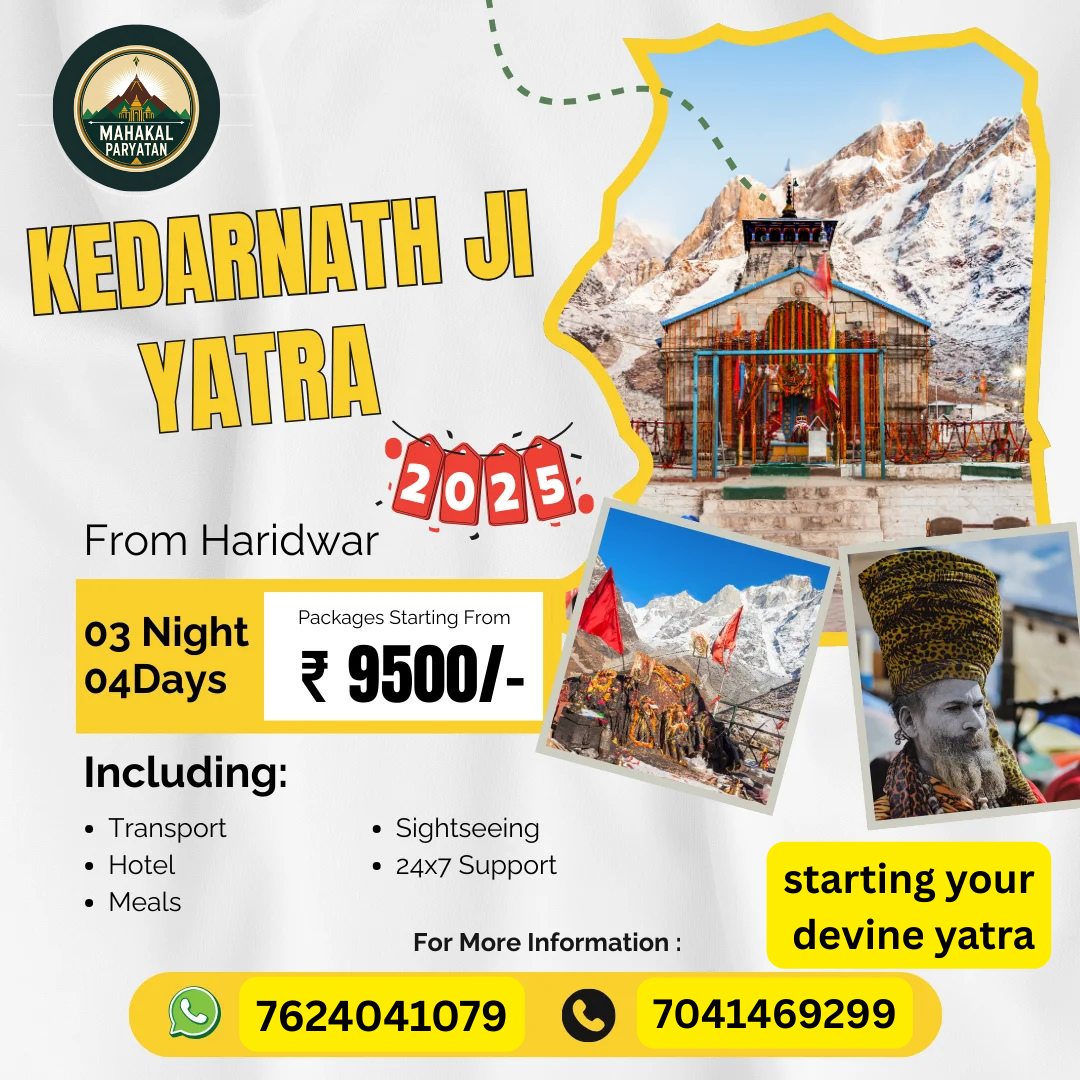 MAHAKAL
PARYATAN
KEDARNATH JI
YATRA
2025
From Haridwar
03 Night
04Days
Packages Starting From
₹ 9500/-
Including:
• Transport
• Hotel
• Meals
• Sightseeing
• 24x7 Support
starting your
devine yatra
For More Information :
7624041079
7041469299